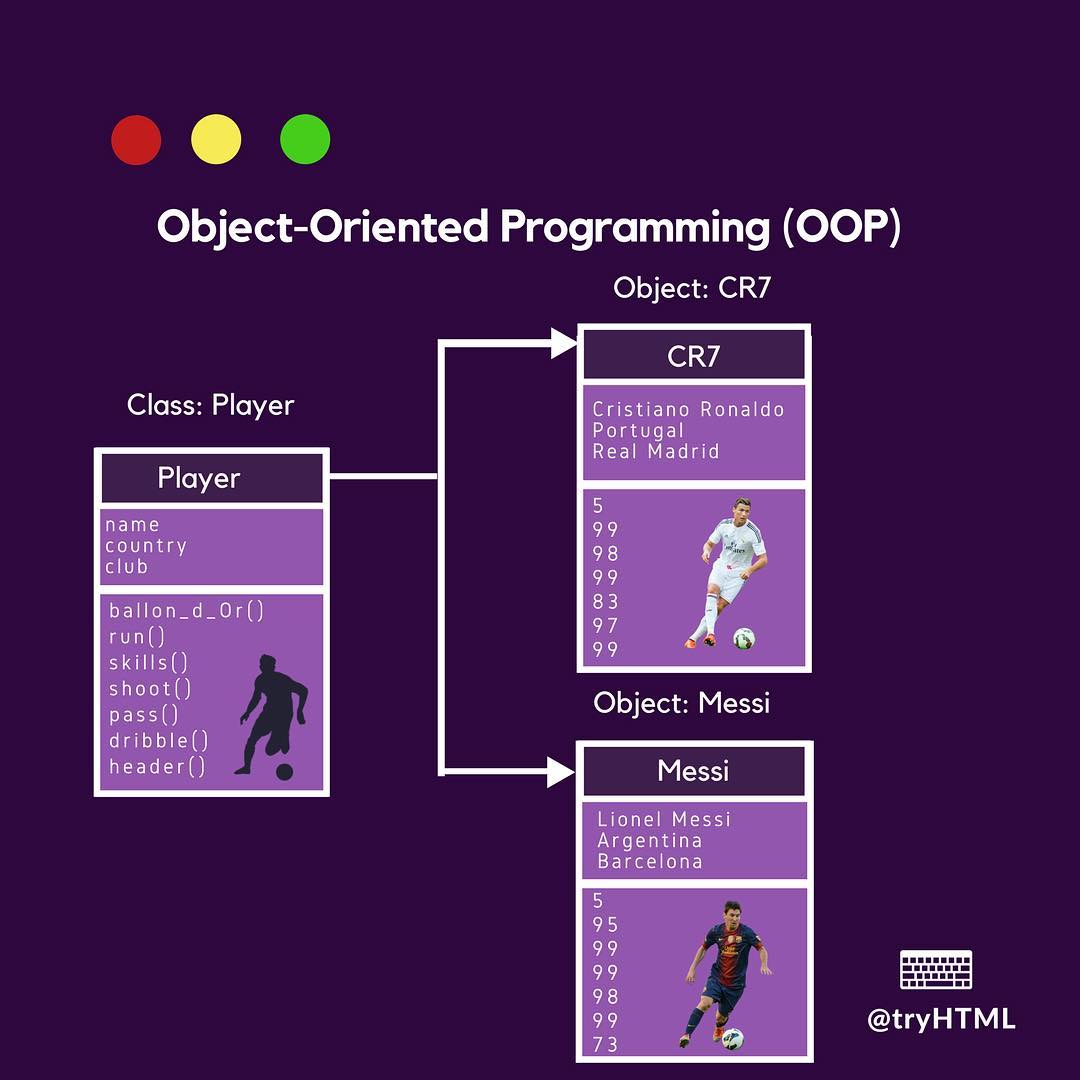 Object-Oriented Programming (OOP)
Class: Player
Player
name
country
club
ballon_d_Or()
run()
skills()
shoot()
pass()
dribble()
header()
Object: CR7
CR7
Cristiano Ronaldo
Portugal
Real Madrid
5
99
98
99
83
97
99
Object: Messi
Messi
Lionel Messi
Argentina
Barcelona
5
95
99
99
98
99
73
@tryHTML